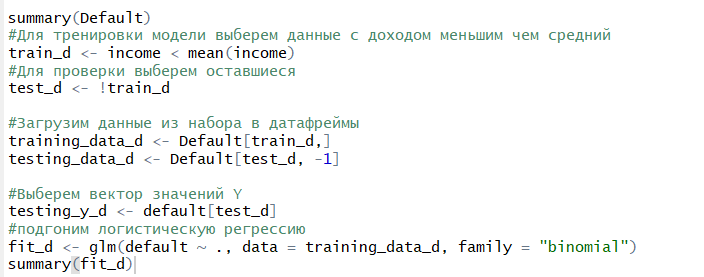 summary(Default)
#Для тренировки модели выберем данные с доходом меньшим чем средний
train_d <- income < mean(income)
#Для проверки выберем оставшиеся
test_d <- !train_d
#Загрузим данные из набора в датафреймы
training_data_d <- Default[train_d,]
testing_data_d <- Default[test_d, -1]
#Выберем вектор значений Y
testing_y_d <- default[test_d]
#подгоним логистическую регрессию
fit_d <- glm(default ~ ., data = training_data_d, family = "binomial")
summary(fit_d)